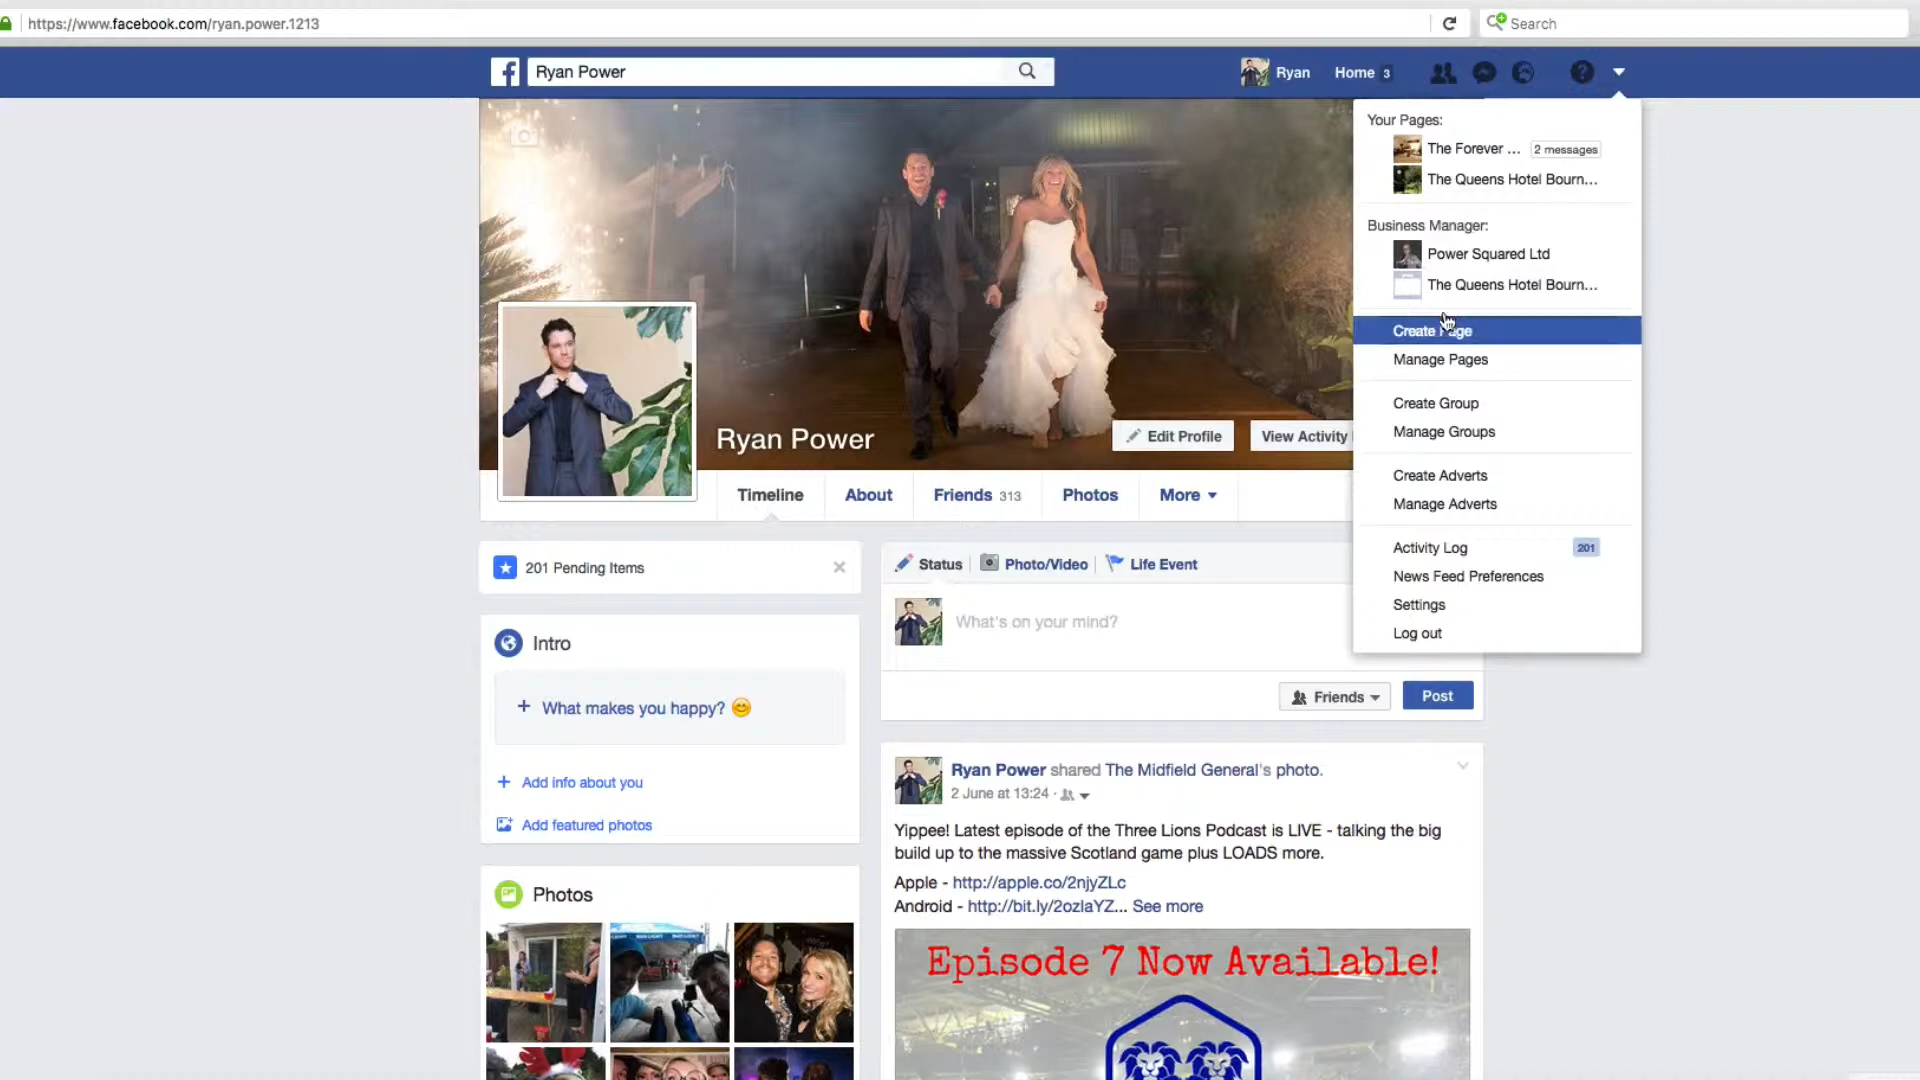 https://www.facebook.com/ryan.power.1213
Search
Ryan Power
Ryan
Home 3
Your Pages:
The Forever ... 2 messages
The Queens Hotel Bourn...
Business Manager:
Power Squared Ltd
The Queens Hotel Bourn...
Create Page
Manage Pages
Create Group
Manage Groups
Create Adverts
Manage Adverts
Activity Log 201
News Feed Preferences
Settings
Log out
Ryan Power
Edit Profile
View Activity
Timeline
About
Friends 313
Photos
More
201 Pending Items
Intro
+ What makes you happy? 😊
+ Add info about you
Add featured photos
Photos
Status
Photo/Video
Life Event
What's on your mind?
Friends
Post
Ryan Power shared The Midfield General's photo.
2 June at 13:24 ·
Yippee! Latest episode of the Three Lions Podcast is LIVE - talking the big
build up to the massive Scotland game plus LOADS more.
Apple - http://apple.co/2njyZLc
Android - http://bit.ly/2ozlaYZ... See more
Episode 7 Now Available!